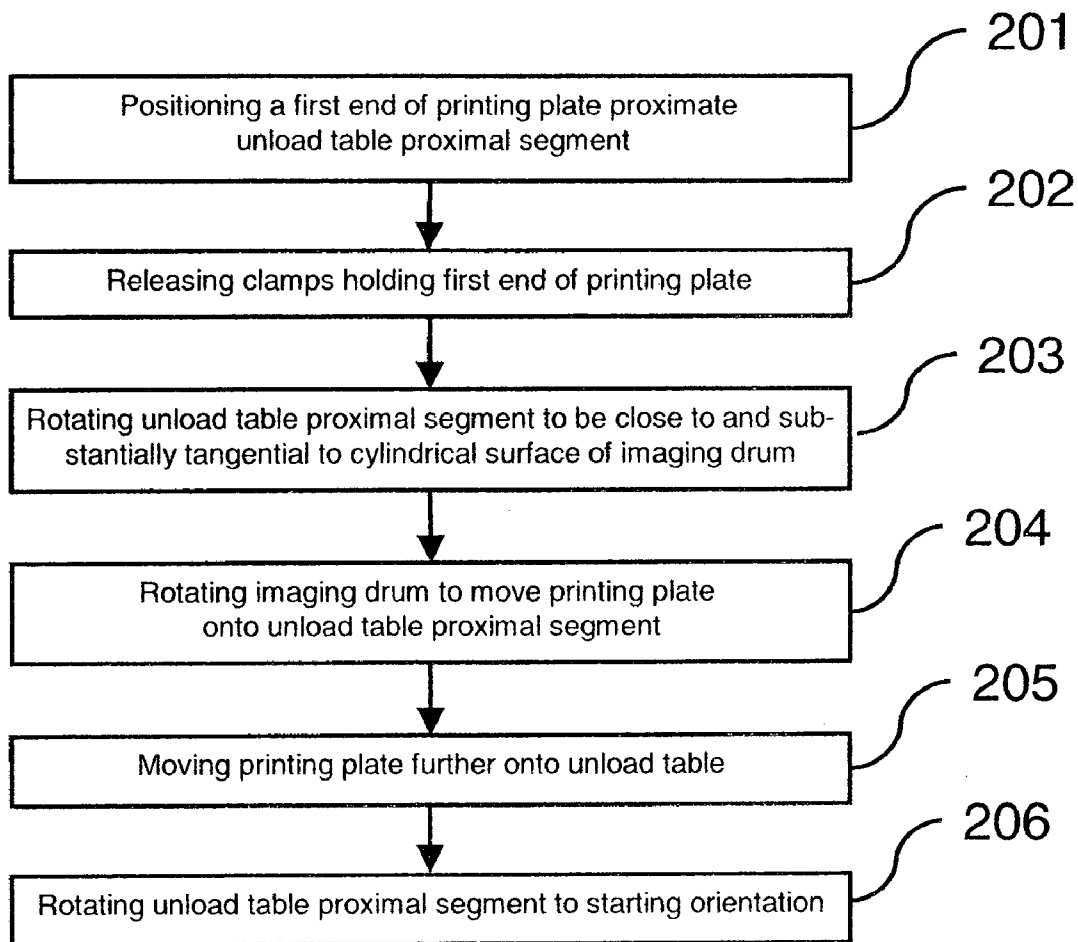 201
Positioning a first end of printing plate proximate
unload table proximal segment
202
Releasing clamps holding first end of printing plate
203
Rotating unload table proximal segment to be close to and sub-
stantially tangential to cylindrical surface of imaging drum
204
Rotating imaging drum to move printing plate
onto unload table proximal segment
205
Moving printing plate further onto unload table
206
Rotating unload table proximal segment to starting orientation